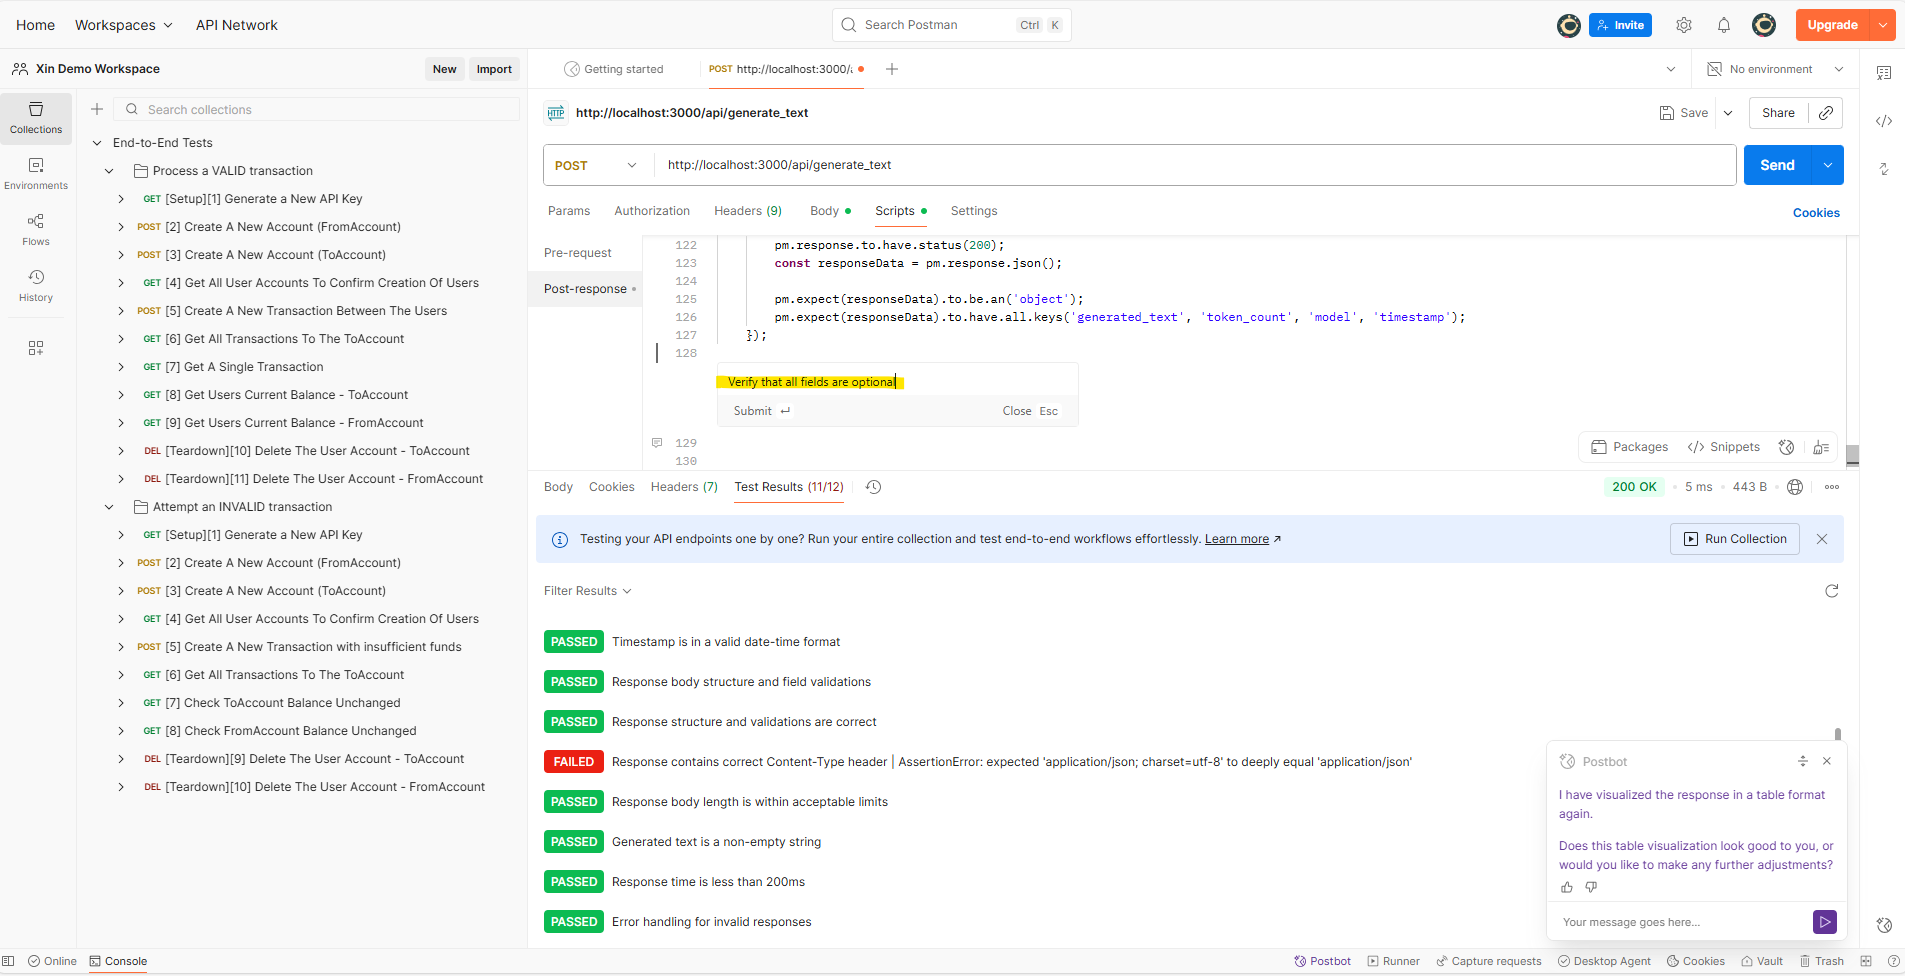 Home Workspaces API Network Search Postman Ctrl K Invite Upgrade
Xin Demo Workspace New Import Getting started POST http://localhost:3000/a No environment
Collections
Environments
Flows
History
Search collections
End-to-End Tests
Process a VALID transaction
GET [Setup][1] Generate a New API Key
POST [2] Create A New Account (FromAccount)
POST [3] Create A New Account (ToAccount)
GET [4] Get All User Accounts To Confirm Creation Of Users
POST [5] Create A New Transaction Between The Users
GET [6] Get All Transactions To The ToAccount
GET [7] Get A Single Transaction
GET [8] Get Users Current Balance - ToAccount
GET [9] Get Users Current Balance - FromAccount
DEL [Teardown][10] Delete The User Account - ToAccount
DEL [Teardown][11] Delete The User Account - FromAccount
Attempt an INVALID transaction
GET [Setup][1] Generate a New API Key
POST [2] Create A New Account (FromAccount)
POST [3] Create A New Account (ToAccount)
GET [4] Get All User Accounts To Confirm Creation Of Users
POST [5] Create A New Transaction with insufficient funds
GET [6] Get All Transactions To The ToAccount
GET [7] Check ToAccount Balance Unchanged
GET [8] Check FromAccount Balance Unchanged
DEL [Teardown][9] Delete The User Account - ToAccount
DEL [Teardown][10] Delete The User Account - FromAccount
HTTP http://localhost:3000/api/generate_text Save Share
POST http://localhost:3000/api/generate_text Send
Params Authorization Headers (9) Body Scripts Settings Cookies
Pre-request
Post-response
122 pm.response.to.have.status(200);
123 const responseData = pm.response.json();
124
125 pm.expect(responseData).to.be.an('object');
126 pm.expect(responseData).to.have.all.keys('generated_text', 'token_count', 'model', 'timestamp');
127 });
128
Verify that all fields are optional
Submit Close Esc
129
130
Packages Snippets
Body Cookies Headers (7) Test Results (11/12) 200 OK 5 ms 443 B
Testing your API endpoints one by one? Run your entire collection and test end-to-end workflows effortlessly. Learn more Run Collection
Filter Results
PASSED Timestamp is in a valid date-time format
PASSED Response body structure and field validations
PASSED Response structure and validations are correct
FAILED Response contains correct Content-Type header | AssertionError: expected 'application/json; charset=utf-8' to deeply equal 'application/json'
PASSED Response body length is within acceptable limits
PASSED Generated text is a non-empty string
PASSED Response time is less than 200ms
PASSED Error handling for invalid responses
Postbot
I have visualized the response in a table format
again.
Does this table visualization look good to you, or
would you like to make any further adjustments?
Your message goes here...
Online Console Postbot Runner Capture requests Desktop Agent Cookies Vault Trash